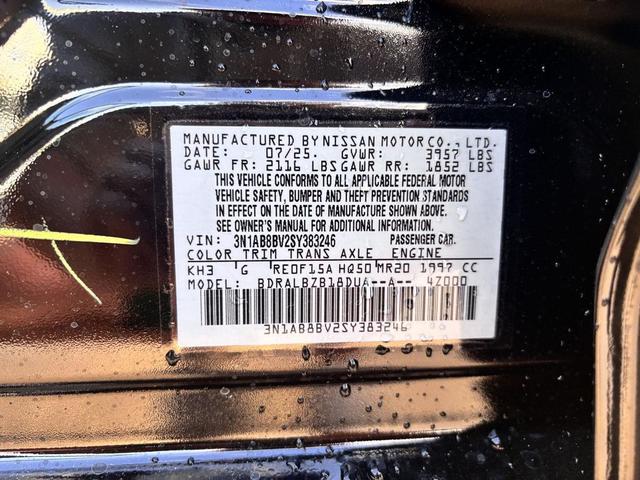 MANUFACTURED BY NISSAN MOTOR CO., LTD.
DATE 07/25. GVWR: 3957 LBS
GAWR FR: 2116 LBS GAWR RR: 1852 LBS
THIS VEHICLE CONFORMS TO ALL APPLICABLE FEDERAL MOTOR
VEHICLE SAFETY, BUMPER AND THEFT PREVENTION STANDARDS
IN EFFECT ON THE DATE OF MANUFACTURE SHOWN ABOVE.
SEE OWNER'S MANUAL FOR ADDITIONAL INFORMATION.
VIN: 3N1AB8BV2SY383246 PASSENGER CAR.
COLOR TRIM TRANS AXLE ENGINE
KH3 G RE0F15A HQ50 MR20 1997 CC
MODEL: BDRALBZB18DUA--A-- 4Z000
3N1AB8BV2SY383246